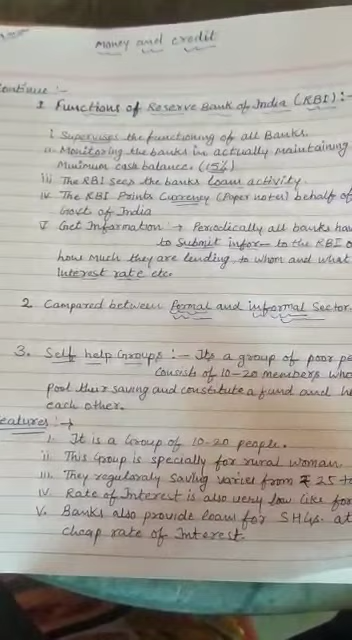 Money and credit
Continue :-
1. Functions of Reserve Bank of India (RBI) :-
i. Supervises the functioning of all Banks.
ii. Monitoring the banks in actually maintaining
Minimum cash balance. (15%)
iii The RBI sees the banks loan activity
iv The RBI Prints Currency (Paper notes) behalf of
Govt of India
v Get Information :→ Periodically all banks ha
to submit inform to the RBI o
how much they are lending, to whom and what
Interest rate etc.
2. Compared between Formal and informal Sector.
3. Self help Groups :- Its a group of poor pe
consists of 10-20 members who
pool their saving and constitute a fund and he
each other.
eatures :→
i. It is a Group of 10-20 people.
ii. This Group is specially for rural woman
iii. They regularaly saving varies from ₹ 25 to
iv. Rate of Interest is also very low like for
v. Banks also provide loan for SHGs. at
cheap rate of Interest.